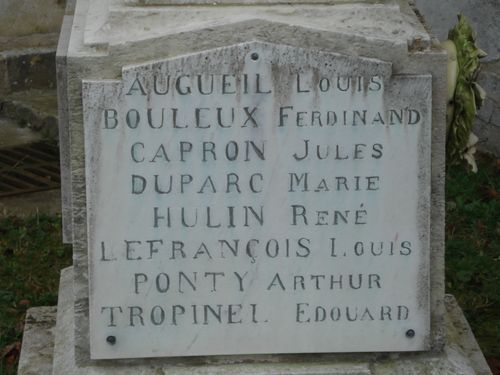 AUGUEIL LOUIS
BOULEUX FERDINAND
CAPRON JULES
DUPARC MARIE
HULIN RENÉ
LEFRANÇOIS LOUIS
PONTY ARTHUR
TROPINEL EDOUARD